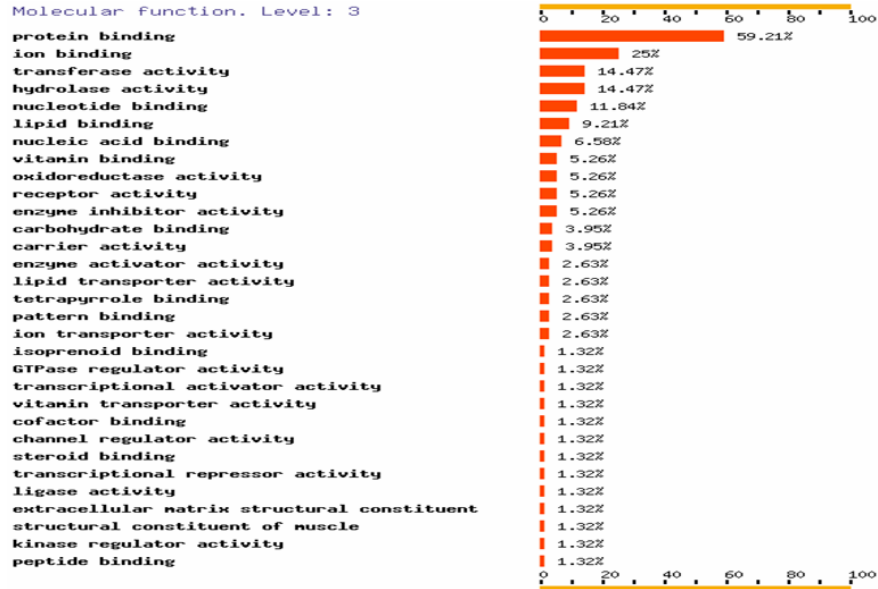 Molecular function. Level: 3
0 20 40 60 80 100
protein binding 59.21%
ion binding 25%
transferase activity 14.47%
hydrolase activity 14.47%
nucleotide binding 11.84%
lipid binding 9.21%
nucleic acid binding 6.58%
vitamin binding 5.26%
oxidoreductase activity 5.26%
receptor activity 5.26%
enzyme inhibitor activity 5.26%
carbohydrate binding 3.95%
carrier activity 3.95%
enzyme activator activity 2.63%
lipid transporter activity 2.63%
tetrapyrrole binding 2.63%
pattern binding 2.63%
ion transporter activity 2.63%
isoprenoid binding 1.32%
GTPase regulator activity 1.32%
transcriptional activator activity 1.32%
vitamin transporter activity 1.32%
cofactor binding 1.32%
channel regulator activity 1.32%
steroid binding 1.32%
transcriptional repressor activity 1.32%
ligase activity 1.32%
extracellular matrix structural constituent 1.32%
structural constituent of muscle 1.32%
kinase regulator activity 1.32%
peptide binding 1.32%
0 20 40 60 80 100